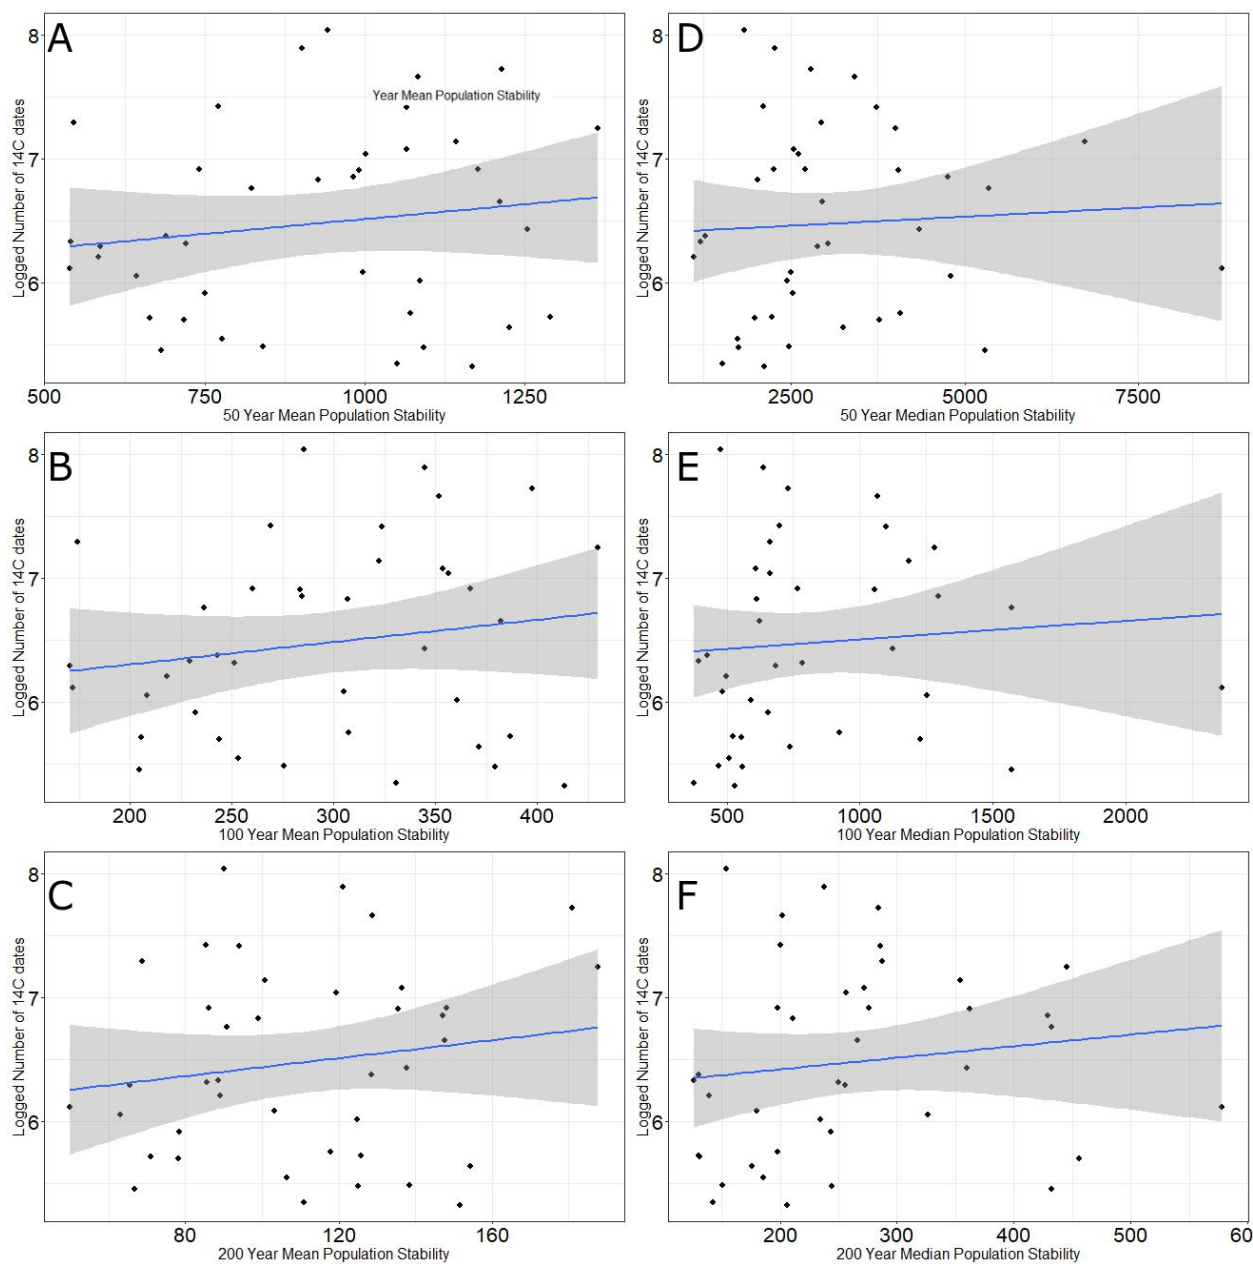 A
8
7
6
Logged Number of 14C dates
Year Mean Population Stability
500 750 1000 1250
50 Year Mean Population Stability
D
8
7
6
Logged Number of 14C dates
2500 5000 7500
50 Year Median Population Stability
B
8
7
6
Logged Number of 14C dates
200 250 300 350 400
100 Year Mean Population Stability
E
8
7
6
Logged Number of 14C dates
500 1000 1500 2000
100 Year Median Population Stability
C
8
7
6
Logged Number of 14C dates
80 120 160
200 Year Mean Population Stability
F
8
7
6
Logged Number of 14C dates
200 300 400 500 60
200 Year Median Population Stability